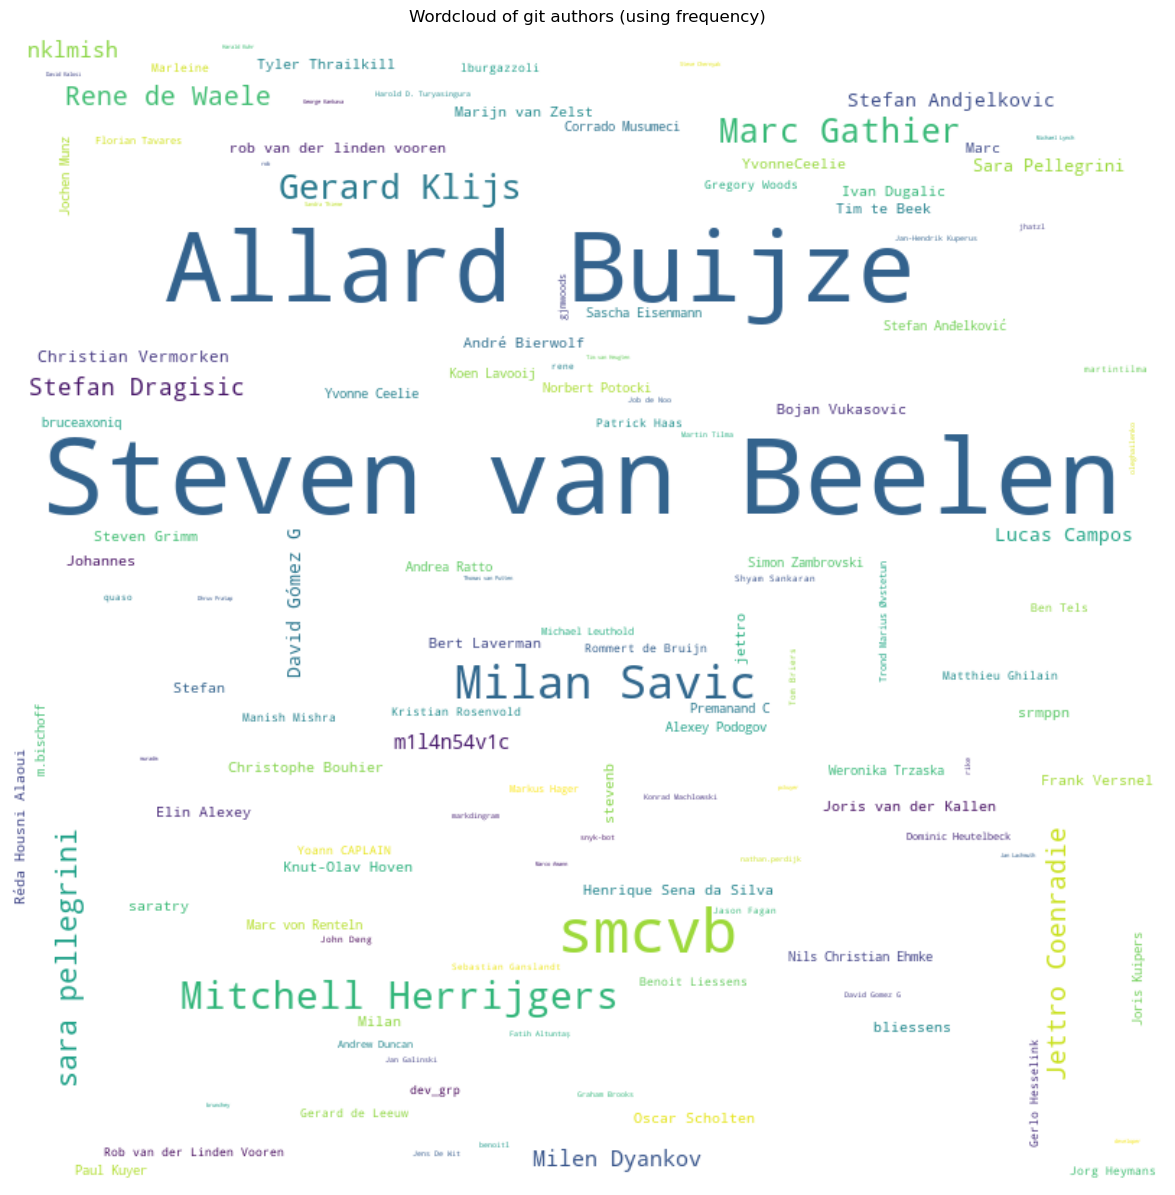 Wordcloud of git authors (using frequency)
nklmish
Marleine
Tyler Thrailkill
lburgazzoli
Rene de Waele
Harold D. Turyasingura
Marijn van Zelst
Corrado Musumeci
Stefan Andjelkovic
Marc Gathier
Michael Lynch
Florian Tavares
Jochen Munz
rob van der linden vooren
rob
Marc
YvonneCeelie
Sara Pellegrini
Gerard Klijs
Gregory Woods
Ivan Dugalic
Tim te Beek
jhatzl
Jan-Hendrik Kuperus
Allard Buijze
gjnwoods
Sascha Eisenmann
Stefan Anđelković
André Bierwolf
Christian Vermorken
rene
Koen Lavooij
martintilma
Stefan Dragisic
Yvonne Ceelie
Norbert Potocki
Job de Noo
Bojan Vukasovic
bruceaxoniq
Patrick Haas
Martin Tilma
Steven van Beelen
Steven Grimm
David Gómez G
Lucas Campos
Johannes
Andrea Ratto
Thomas van Putten
Simon Zambrovski
Shyam Sankaran
Trond Marius Øvstetun
quaso
Dhruv Pratap
Ben Tels
Michael Leuthold
jettro
Bert Laverman
Rommert de Bruijn
Tom Briers
Milan Savic
Matthieu Ghilain
Stefan
Premanand C
Kristian Rosenvold
Manish Mishra
srmppn
Alexey Podogov
m.bischoff
m1l4n54v1c
Réda Housni Alaoui
Christophe Bouhier
stevenb
Weronika Trzaska
rike
Frank Versnel
Markus Hager
Konrad Wachlowski
Elin Alexey
markdingram
Joris van der Kallen
snyk-bot
Dominic Heutelbeck
Yoann CAPLAIN
Knut-Olav Hoven
nathan.perdijk
sara pellegrini
Henrique Sena da Silva
Jettro Coenradie
saratry
Marc von Renteln
John Deng
Jason Fagan
smcvb
Nils Christian Ehmke
Joris Kuipers
Sebastian Ganslandt
Benoit Liessens
Mitchell Herrijgers
David Gomez G
Milan
Andrew Duncan
Fatih Altuntaş
bliessens
Jan Galinski
Gerlo Hesselink
dev_grp
Graham Brooks
Gerard de Leeuw
Oscar Scholten
benoitl
Rob van der Linden Vooren
Jens De Wit
Milen Dyankov
Paul Kuyer
Jorg Heymans